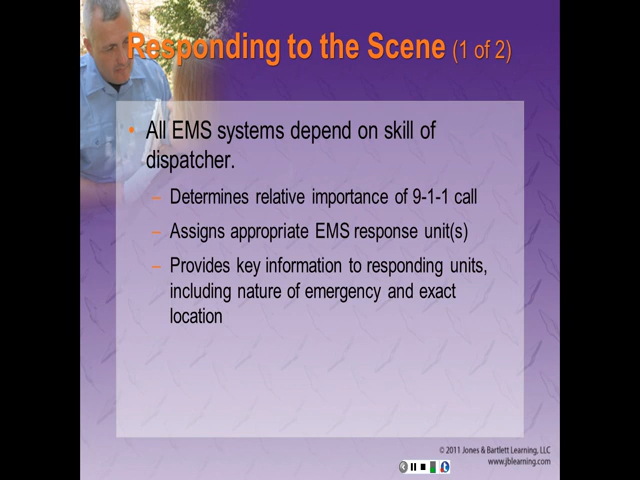 Responding to the Scene (1 of 2)
• All EMS systems depend on skill of
dispatcher.
– Determines relative importance of 9-1-1 call
– Assigns appropriate EMS response unit(s)
– Provides key information to responding units,
including nature of emergency and exact
location
© 2011 Jones & Bartlett Learning, LLC
www.jblearning.com